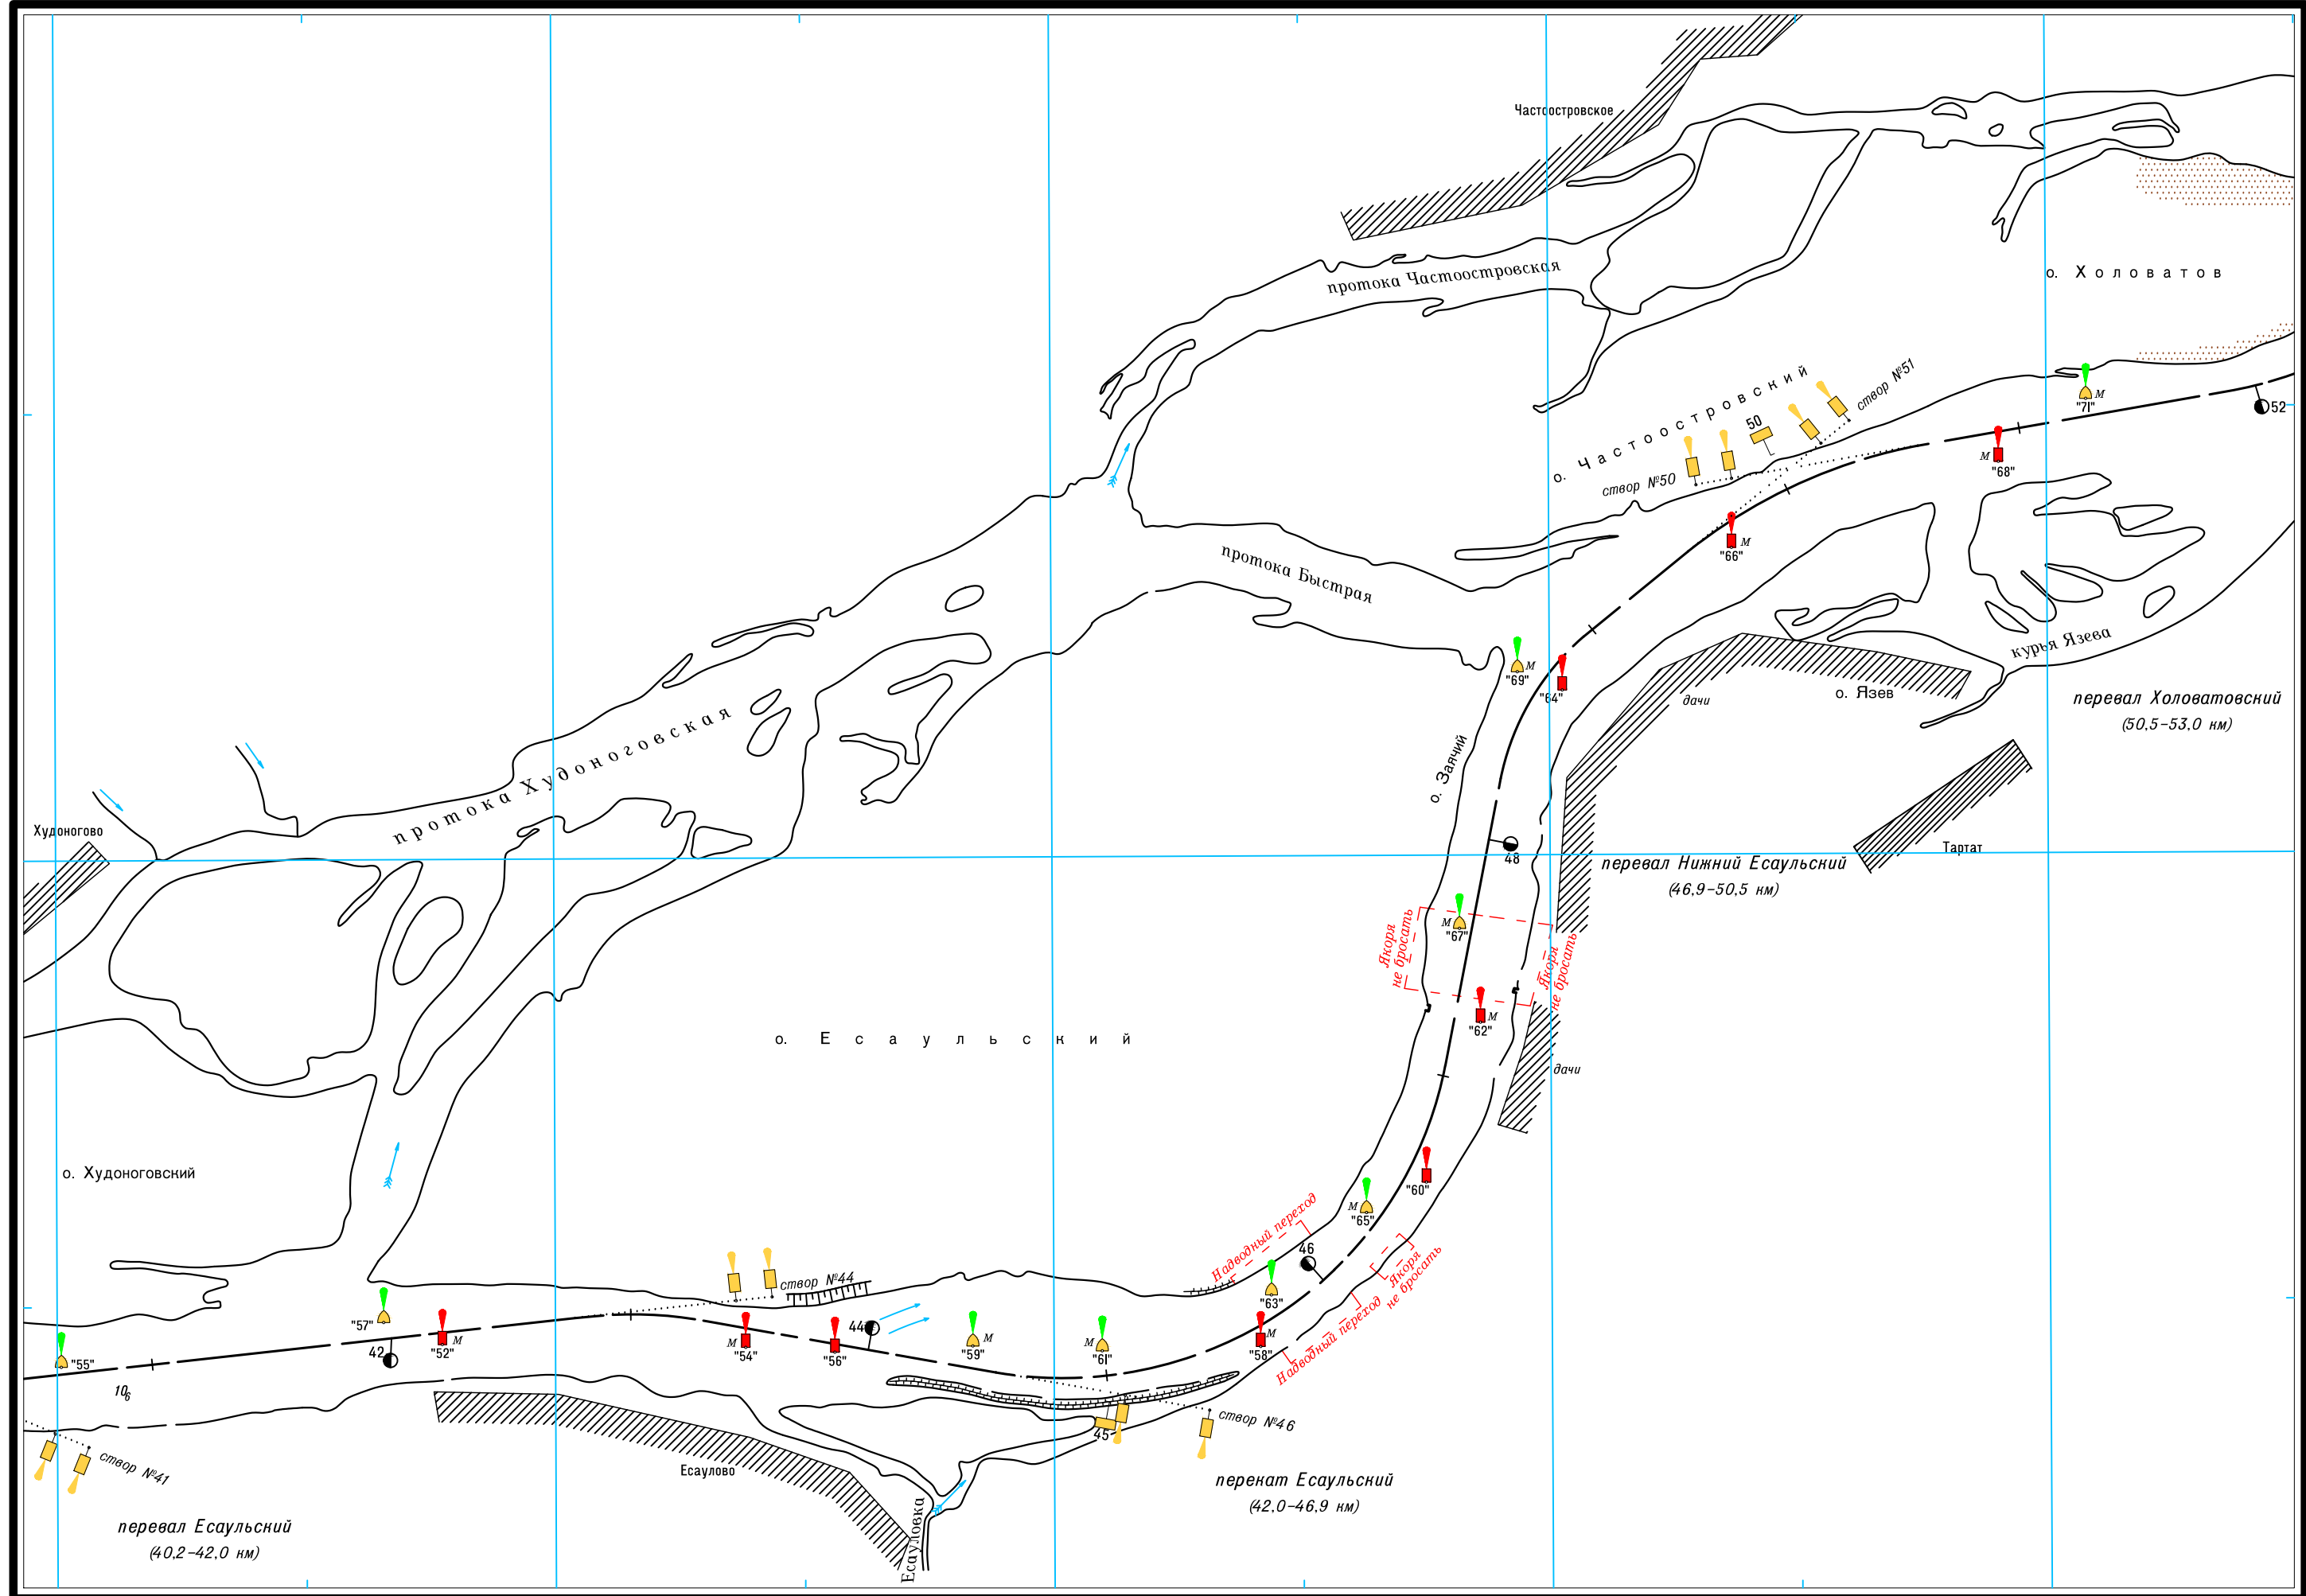 Частоостровское
о. Холоватов
протока Частоостровская
о. Частоостровский
створ №51
50
створ №50
"71"
М
52
М
"68"
М
"66"
протока Быстрая
курья Язева
М
"69"
"64"
дачи
о. Язев
перевал Холоватовский
(50,5-53,0 км)
протока Худоноговская
о. Заячий
Худоногово
48
Тартат
перевал Нижний Есаульский
(46,9-50,5 км)
М
"67"
Якоря
не бросать
Якоря
не бросать
М
"62"
о. Есаульский
дачи
о. Худоноговский
"60"
М
"65"
Надводный переход
46
"63"
Якоря
не бросать
створ №44
"57"
"55"
42
М
"52"
М
"54"
"56"
44
М
"59"
М
"61"
М
"58"
Надводный переход
10 6
створ №41
45
створ №46
Есаулово
перекат Есаульский
(42,0-46,9 км)
Есауловка
перевал Есаульский
(40,2-42,0 км)